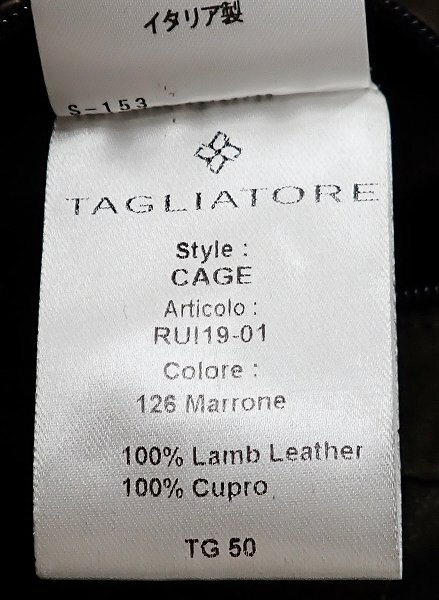 イタリア製
S-153
TAGLIATORE
Style :
CAGE
Articolo :
RUI19-01
Colore :
126 Marrone
100% Lamb Leather
100% Cupro
TG 50